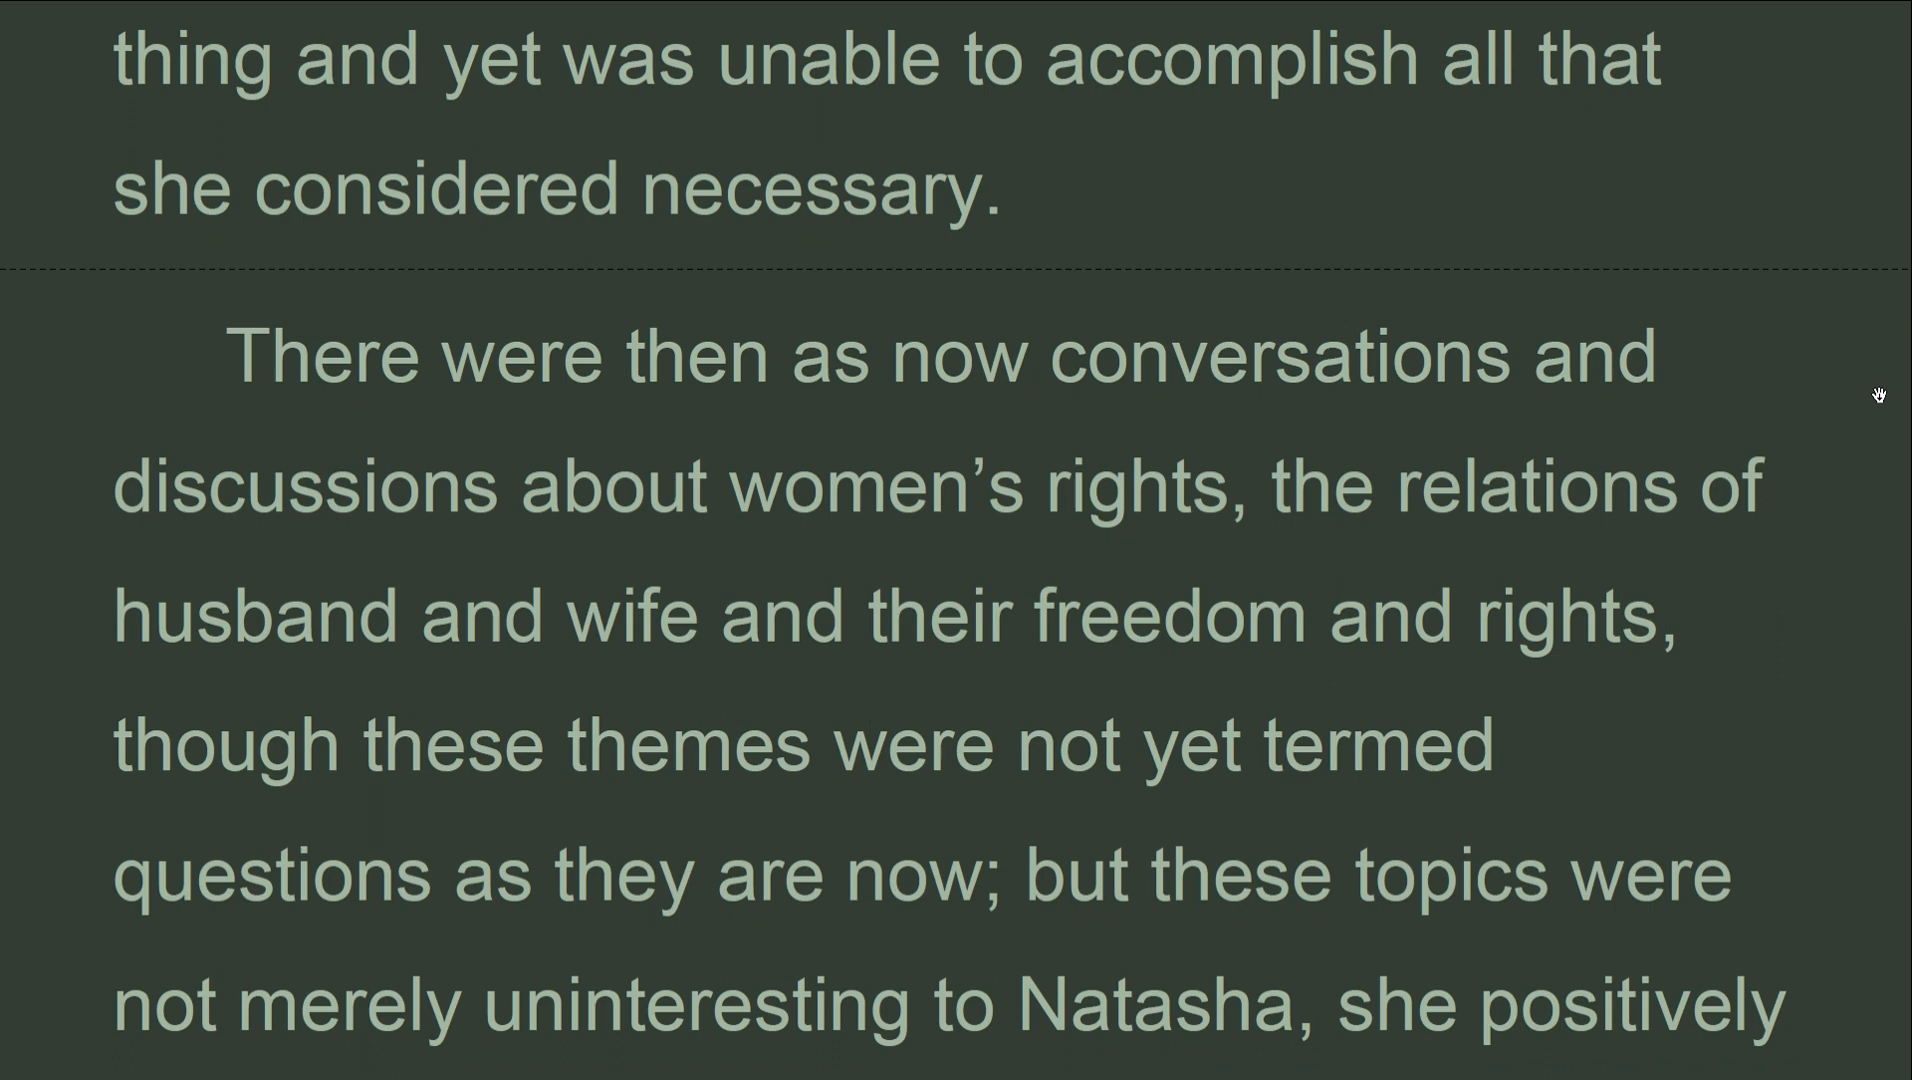 thing and yet was unable to accomplish all that
she considered necessary.
There were then as now conversations and
discussions about women’s rights, the relations of
husband and wife and their freedom and rights,
though these themes were not yet termed
questions as they are now; but these topics were
not merely uninteresting to Natasha, she positively